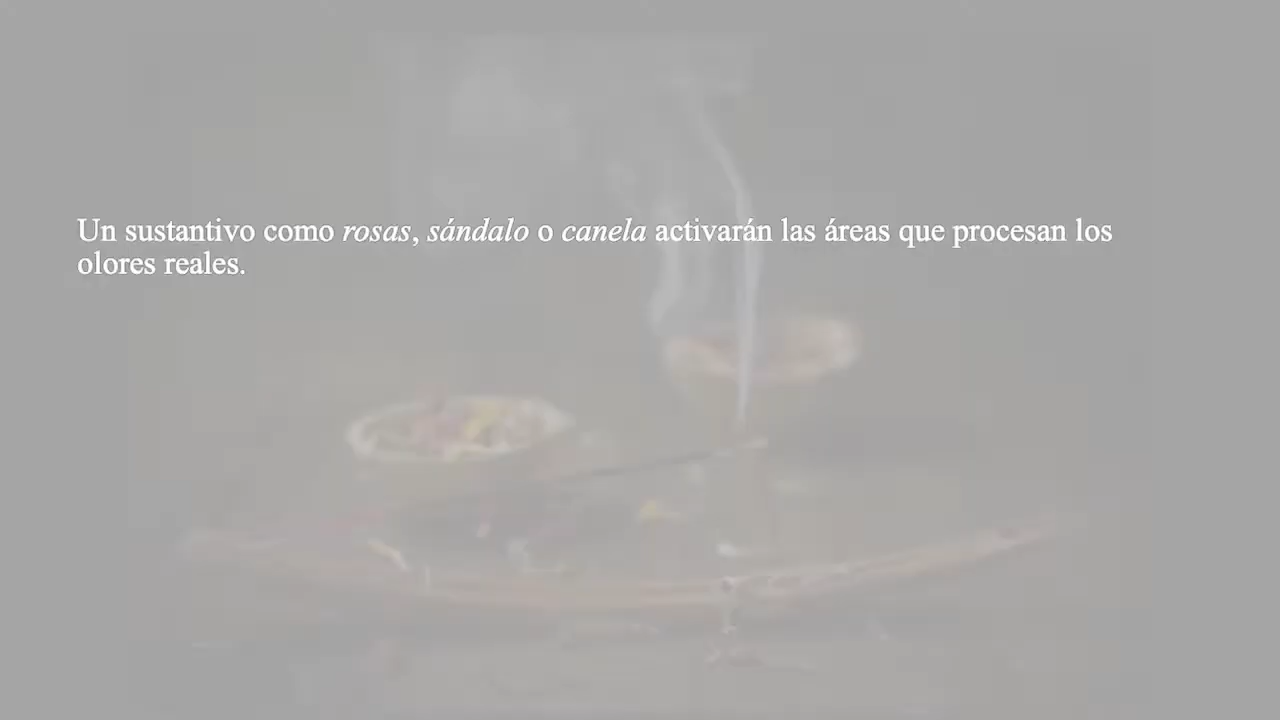 Un sustantivo como rosas, sándalo o canela activarán las áreas que procesan los
olores reales.